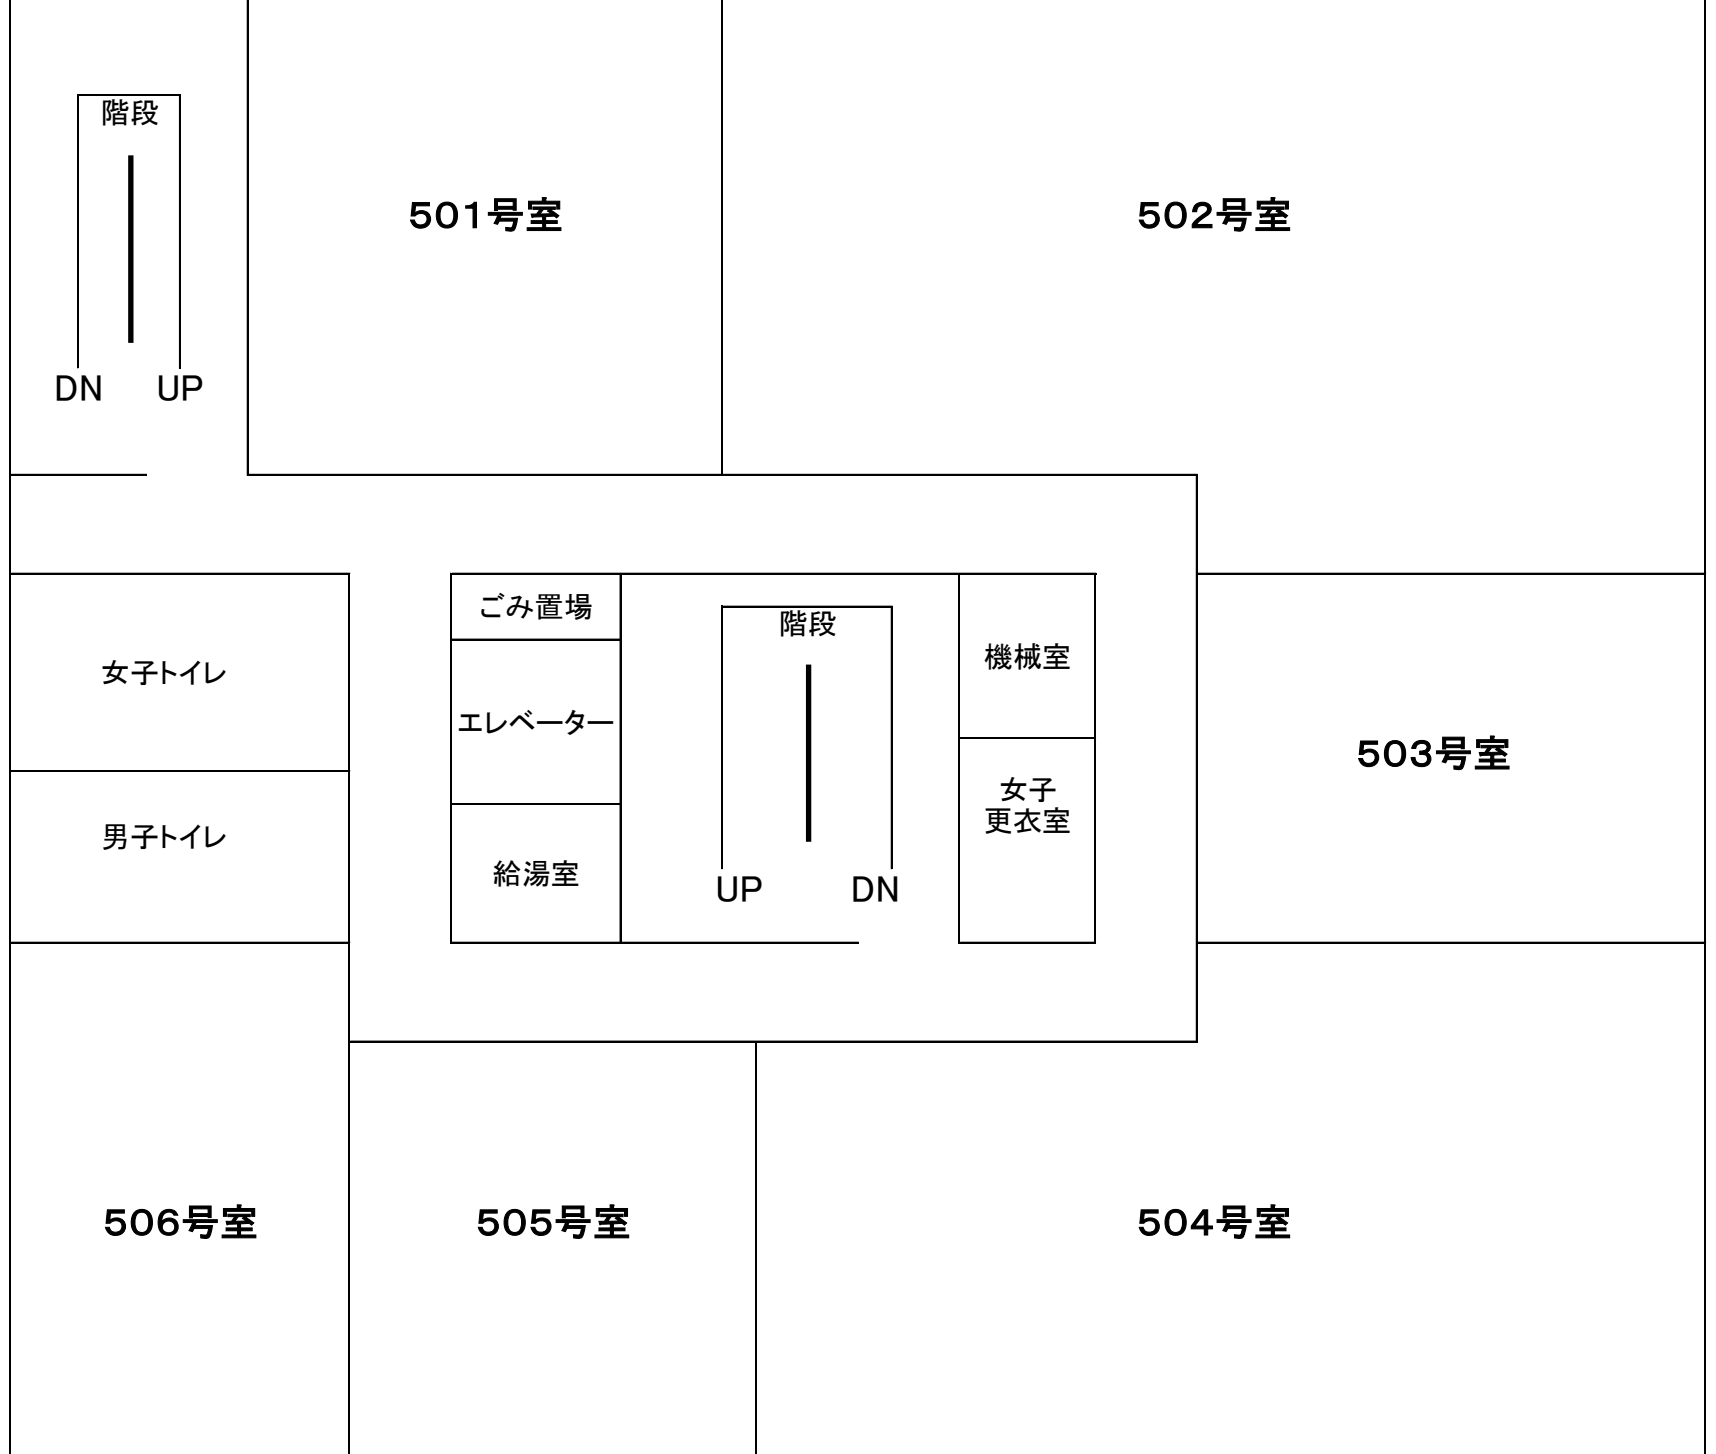 階段
DN
UP
501号室
502号室
ごみ置場
エレベーター
給湯室
階段
UP
DN
機械室
女子
更衣室
女子トイレ
男子トイレ
503号室
506号室
505号室
504号室